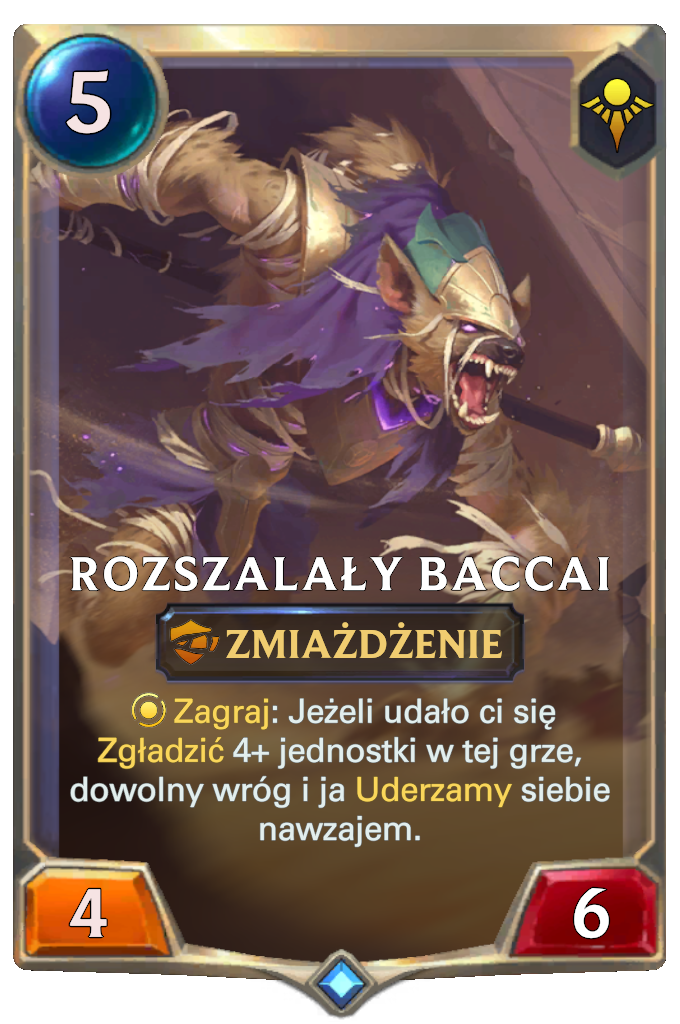 5
ROZSZALAŁY BACCAI
ZMIAŻDŻENIE
Zagraj: Jeżeli udało ci się
Zgładzić 4+ jednostki w tej grze,
dowolny wróg i ja Uderzamy siebie
nawzajem.
4
6